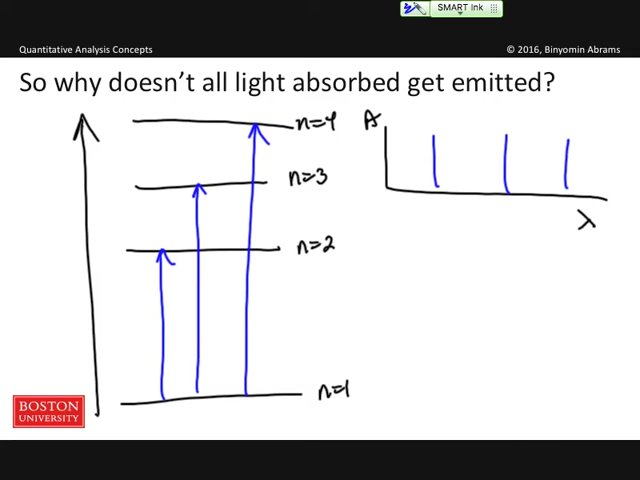 SMART Ink
Quantitative Analysis Concepts
© 2016, Binyomin Abrams
So why doesn't all light absorbed get emitted?
n=4
A
n=3
n=2
λ
n=1
BOSTON
UNIVERSITY